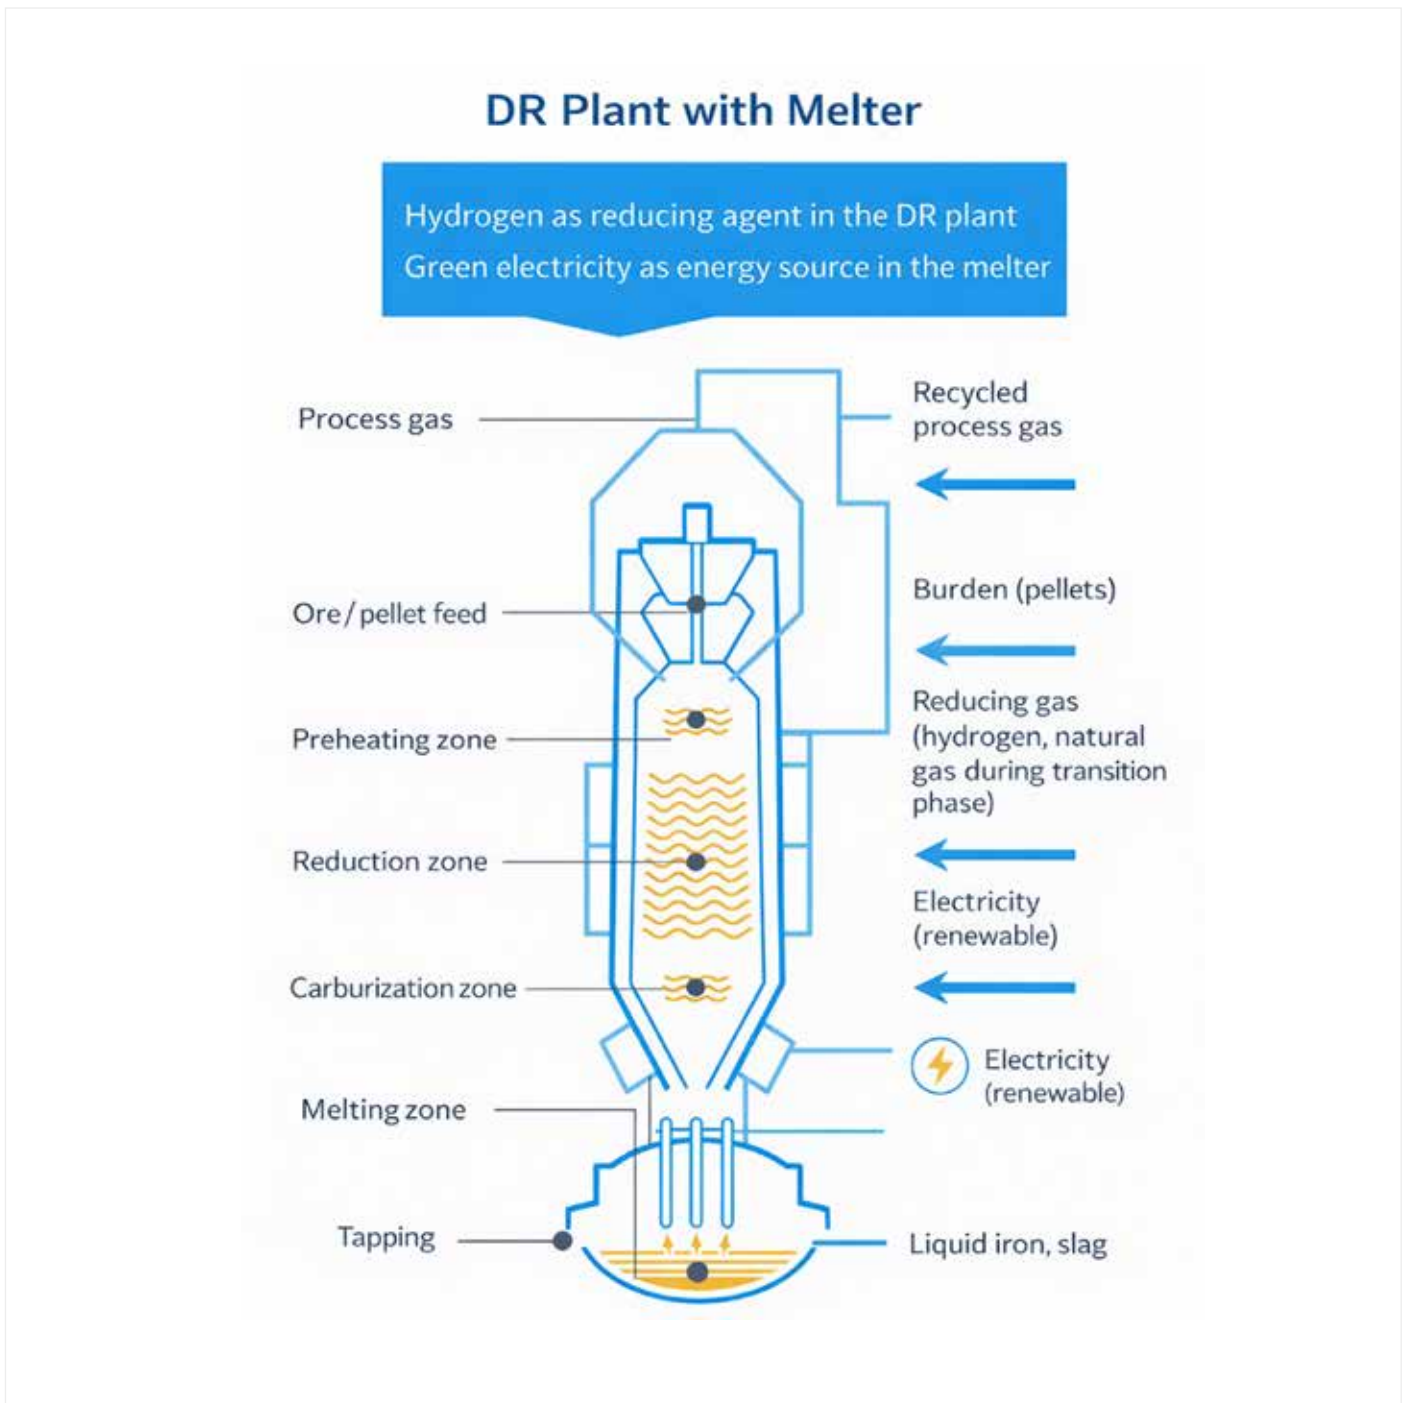 DR Plant with Melter
Hydrogen as reducing agent in the DR plant
Green electricity as energy source in the melter
Process gas
Recycled
process gas
Burden (pellets)
Ore/pellet feed
Reducing gas
(hydrogen, natural
gas during transition
phase)
Preheating zone
Reduction zone
Electricity
(renewable)
Carburization zone
Electricity
(renewable)
Melting zone
Tapping
Liquid iron, slag